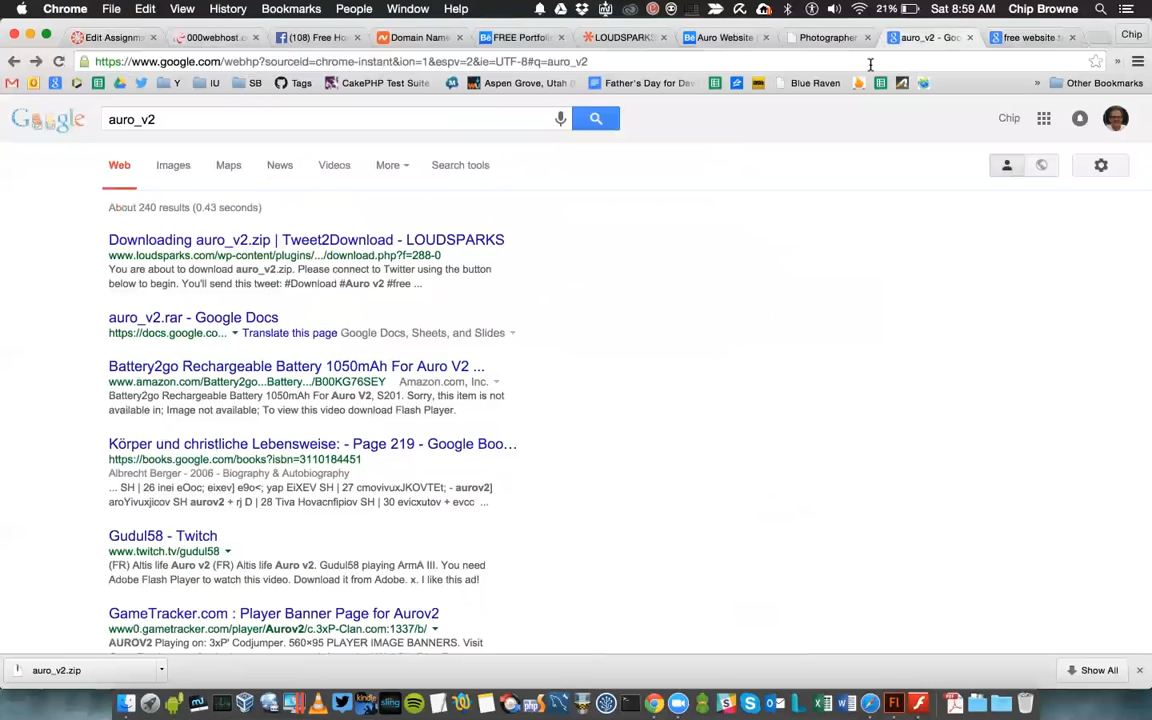 Chrome File Edit View History Bookmarks People Window Help 21% Sat 8:59 AM Chip Browne
Edit Assignm 000webhost.c (108) Free Ho Domain Name FREE Portfoli LOUDSPARKS Auro Website Photographer auro_v2 - Goo free website t Chip
https://www.google.com/webhp?sourceid=chrome-instant&ion=1&espv=2&ie=UTF-8#q=auro_v2
Y IU SB Tags CakePHP Test Suite Aspen Grove, Utah ( Father's Day for Dav Blue Raven » Other Bookmarks
Google auro_v2 Chip
Web Images Maps News Videos More Search tools
About 240 results (0.43 seconds)
Downloading auro_v2.zip | Tweet2Download - LOUDSPARKS
www.loudsparks.com/wp-content/plugins/.../download.php?f=288-0
You are about to download auro_v2.zip. Please connect to Twitter using the button
below to begin. You'll send this tweet: #Download #Auro v2 #free ...
auro_v2.rar - Google Docs
https://docs.google.co... Translate this page Google Docs, Sheets, and Slides
Battery2go Rechargeable Battery 1050mAh For Auro V2 ...
www.amazon.com/Battery2go...Battery.../B00KG76SEY Amazon.com, Inc.
Battery2go Rechargeable Battery 1050mAh For Auro V2, S201. Sorry, this item is not
available in; Image not available; To view this video download Flash Player.
Körper und christliche Lebensweise: - Page 219 - Google Boo...
https://books.google.com/books?isbn=3110184451
Albrecht Berger - 2006 - Biography & Autobiography
... SH | 26 inei eOoc; eixev] e9o<; yap EiXEV SH | 27 cmovivuxJKOVTEt; - aurov2]
aroYivuxjicov SH aurov2 + rj D | 28 Tiva Hovacnfipiov SH | 30 evicxutov + evcc ...
Gudul58 - Twitch
www.twitch.tv/gudul58
(FR) Altis life Auro v2 (FR) Altis life Auro v2. Gudul58 playing ArmA III. You need
Adobe Flash Player to watch this video. Download it from Adobe. x. I like this ad!
GameTracker.com : Player Banner Page for Aurov2
www0.gametracker.com/player/Aurov2/c.3xP-Clan.com:1337/b/
AUROV2 Playing on: 3xP' Codjumper. 560×95 PLAYER IMAGE BANNERS. Visit
auro_v2.zip Show All